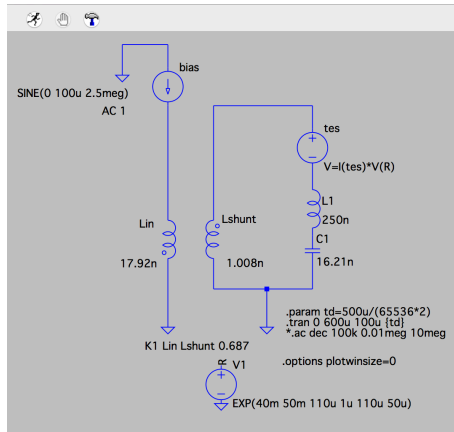 bias
SINE(0 100u 2.5meg)
AC 1
tes
V=I(tes)*V(R)
L1
250n
Lin
Lshunt
C1
17.92n
1.008n
16.21n
.param td=500u/(65536*2)
.tran 0 600u 100u {td}
*.ac dec 100k 0.01meg 10meg
K1 Lin Lshunt 0.687
R
V1
.options plotwinsize=0
EXP(40m 50m 110u 1u 110u 50u)